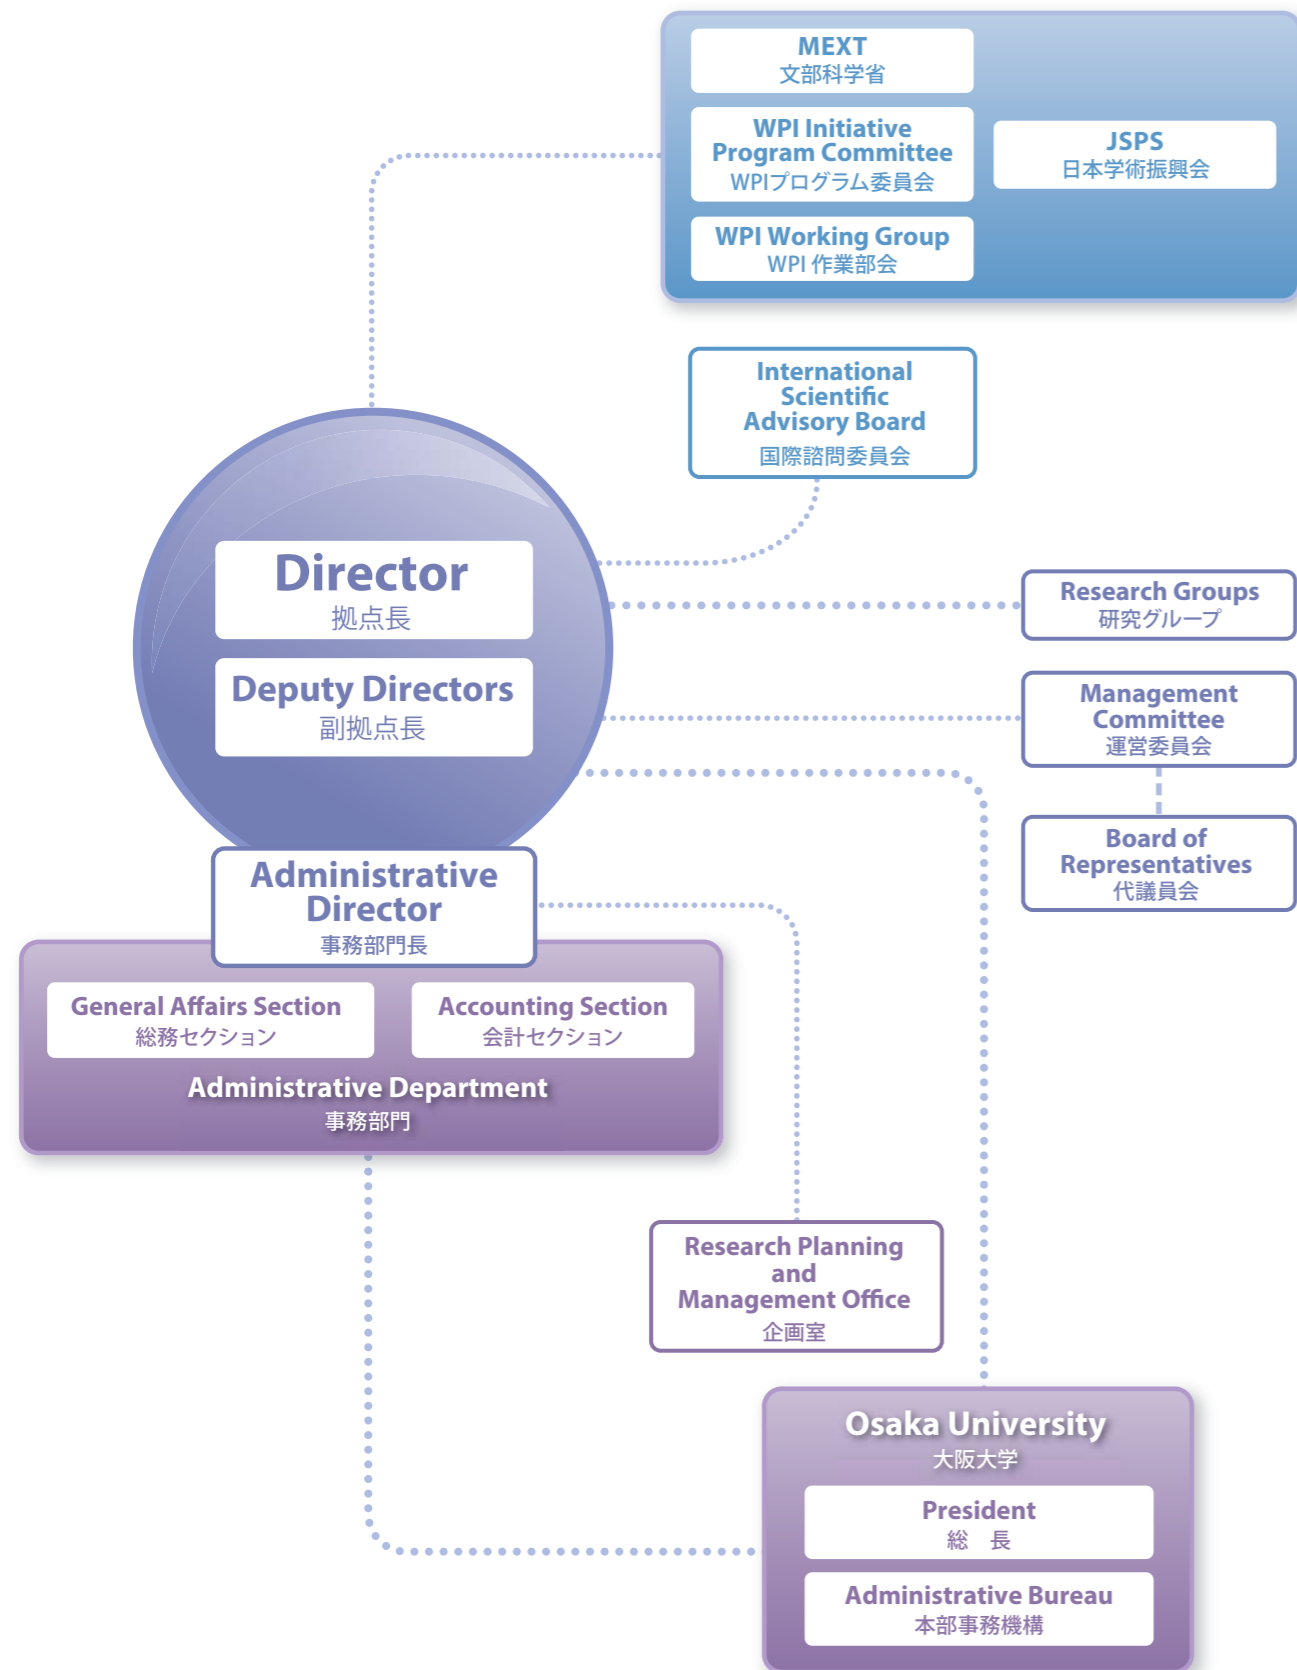 MEXT
文部科学省
WPI Initiative
Program Committee
WPIプログラム委員会
WPI Working Group
WPI 作業部会
JSPS
日本学術振興会
International
Scientific
Advisory Board
国際諮問委員会
Director
拠点長
Deputy Directors
副拠点長
Research Groups
研究グループ
Management
Committee
運営委員会
Board of
Representatives
代議員会
Administrative
Director
事務部門長
General Affairs Section
総務セクション
Accounting Section
会計セクション
Administrative Department
事務部門
Research Planning
and
Management Office
企画室
Osaka University
大阪大学
President
総　長
Administrative Bureau
本部事務機構